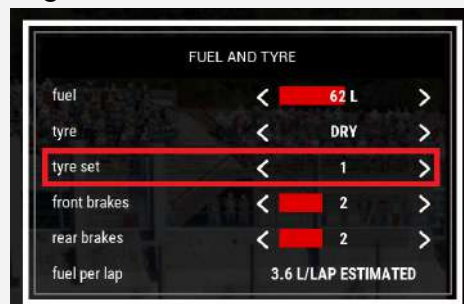 FUEL AND TYRE
fuel < 62 L >
tyre < DRY >
tyre set < 1 >
front brakes < 2 >
rear brakes < 2 >
fuel per lap 3.6 L/LAP ESTIMATED